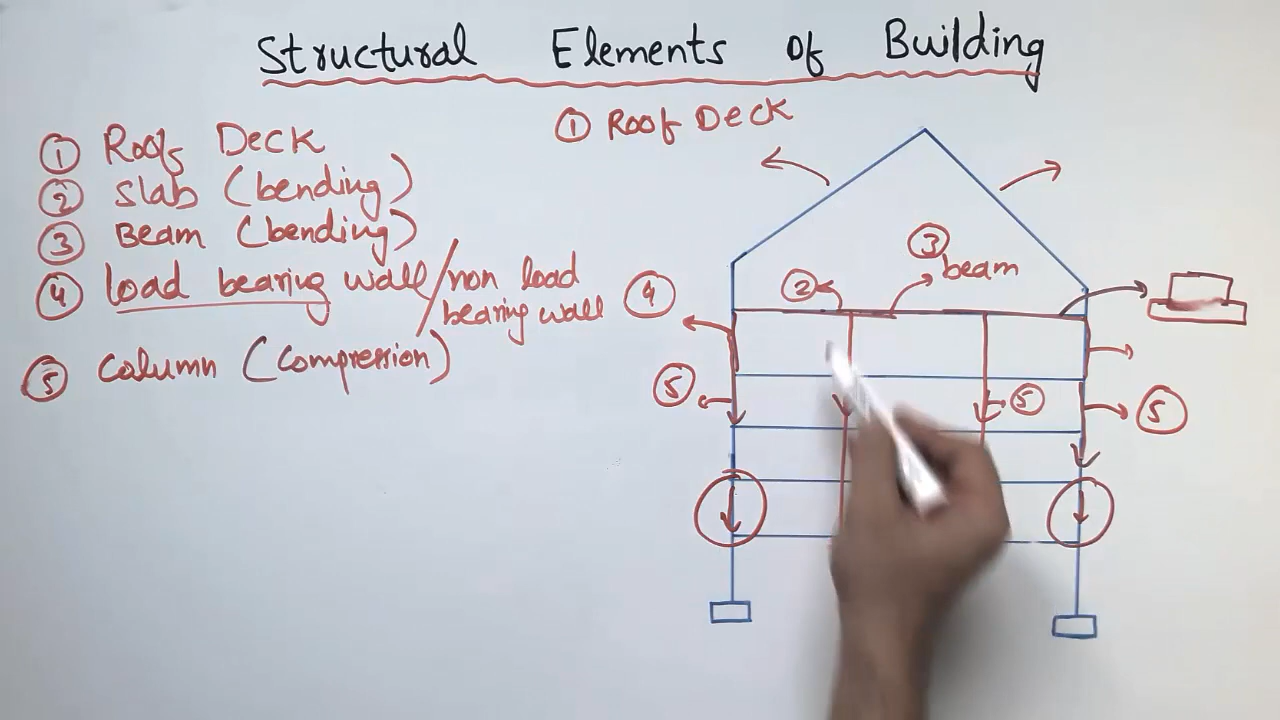 Structural Elements Of Building
① Roof Deck
① Roof Deck
② Slab (bending)
③ Beam (bending)
④ load bearing wall/non load
bearing wall
⑤ Column (Compression)
③
beam
②
④
⑤
⑤
⑤